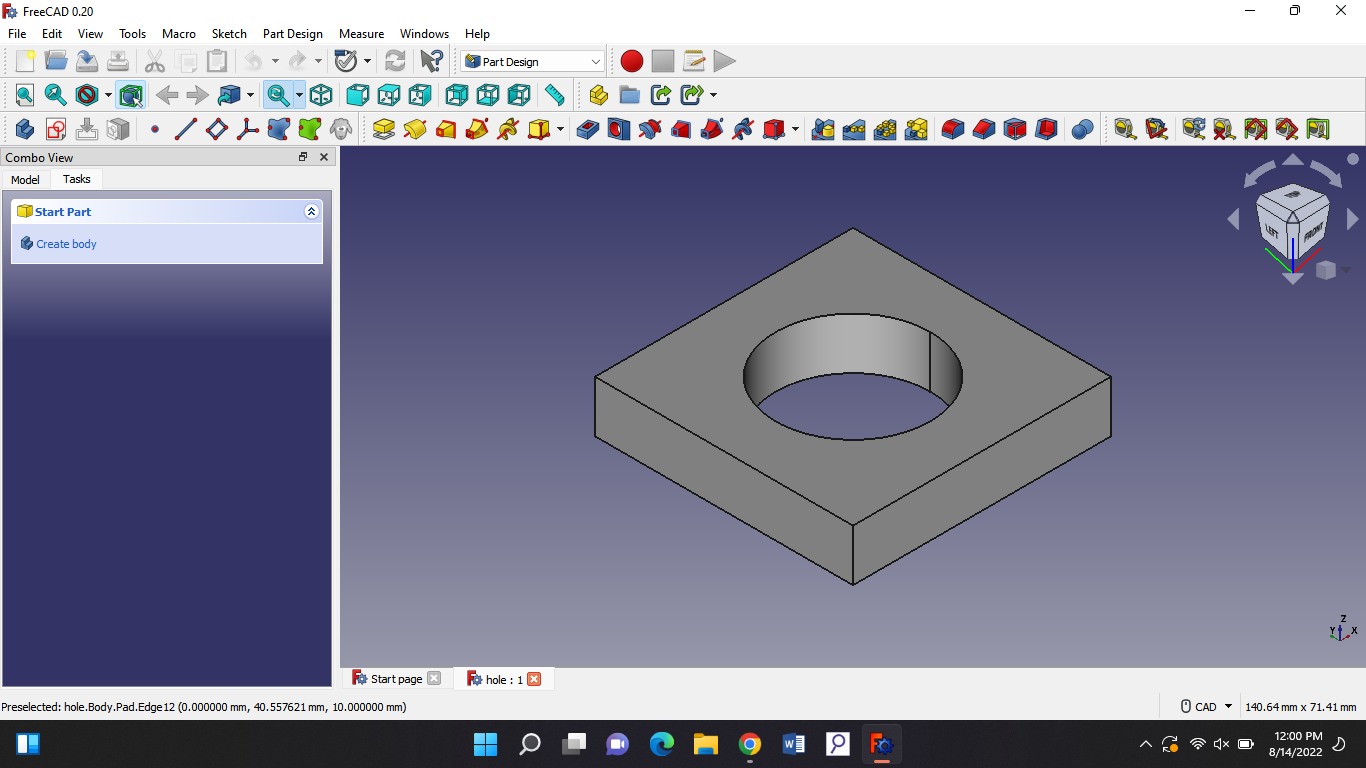 FreeCAD 0.20
File Edit View Tools Macro Sketch Part Design Measure Windows Help
Part Design
Combo View
Model Tasks
Start Part
Create body
TOP
LEFT FRONT
Z
Y X
Start page hole : 1
Preselected: hole.Body.Pad.Edge12 (0.000000 mm, 40.557621 mm, 10.000000 mm) CAD 140.64 mm x 71.41 mm
12:00 PM
8/14/2022